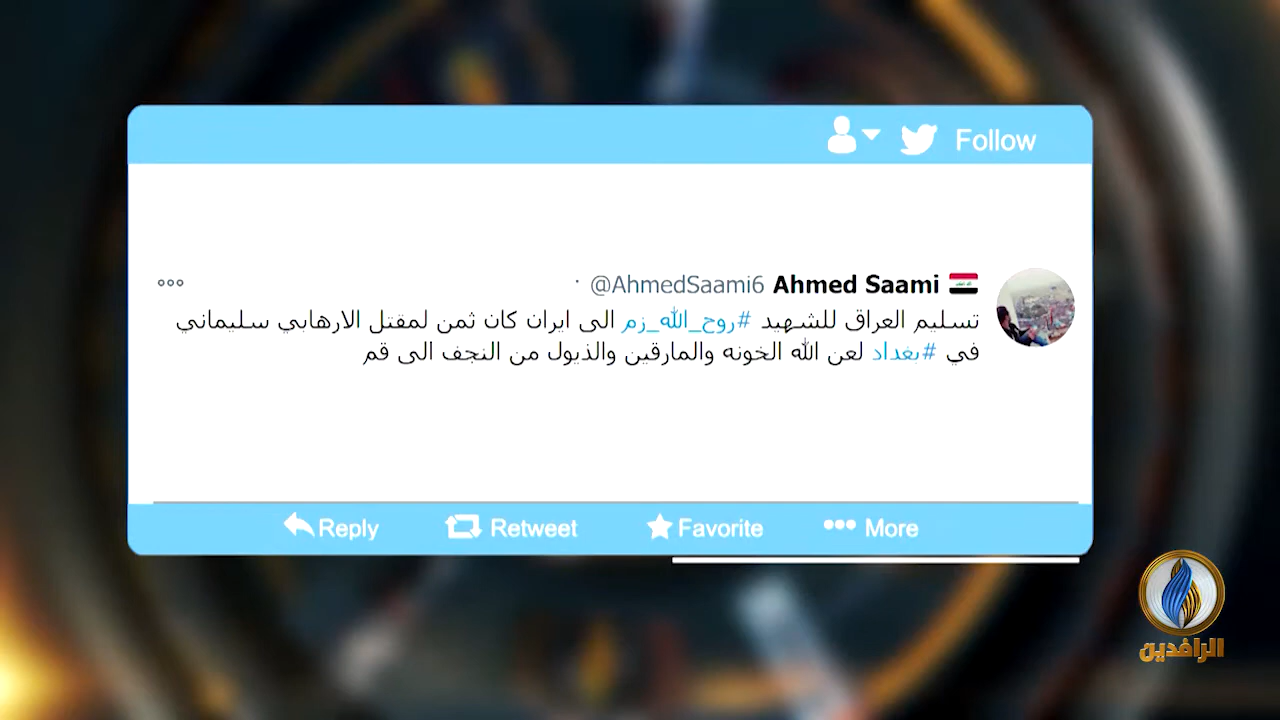 Follow
Ahmed Saami @AhmedSaami6 ·
تسليم العراق للشهيد #روح_الله_زم الى ايران كان ثمن لمقتل الارهابي سليماني
في #بغداد لعن الله الخونه والمارقين والذيول من النجف الى قم
Reply Retweet Favorite More
الرافدين